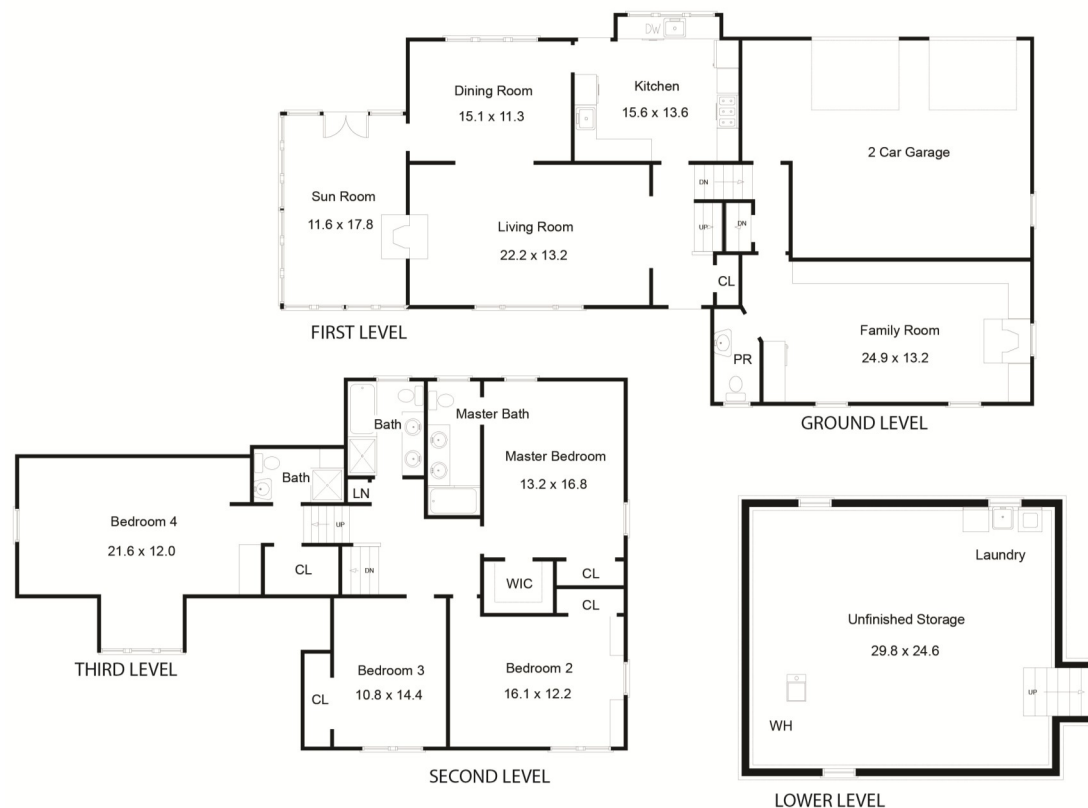 DW
Dining Room
15.1 x 11.3
Kitchen
15.6 x 13.6
2 Car Garage
Sun Room
11.6 x 17.8
Living Room
22.2 x 13.2
DN
UP
DN
CL
FIRST LEVEL
PR
Family Room
24.9 x 13.2
GROUND LEVEL
Bath
Master Bath
Master Bedroom
13.2 x 16.8
Bath
LN
Bedroom 4
21.6 x 12.0
UP
CL
DN
WIC
CL
CL
THIRD LEVEL
Bedroom 3
10.8 x 14.4
CL
Bedroom 2
16.1 x 12.2
SECOND LEVEL
Laundry
Unfinished Storage
29.8 x 24.6
UP
WH
LOWER LEVEL